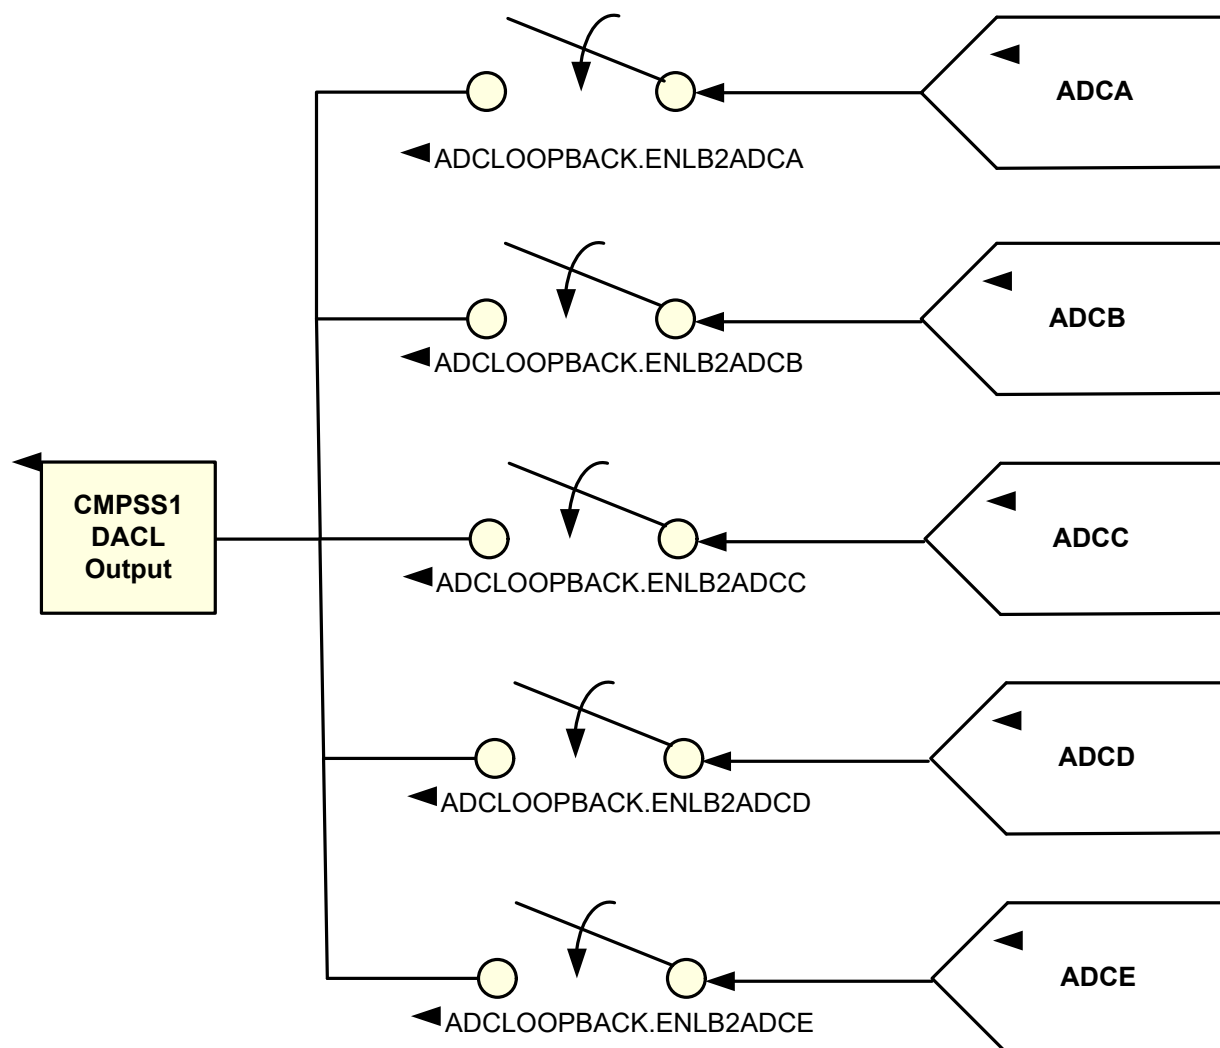 ADCA
ADCLOOPBACK.ENLB2ADCA
ADCB
ADCLOOPBACK.ENLB2ADCB
CMPSS1
DACL
Output
ADCC
ADCLOOPBACK.ENLB2ADCC
ADCD
ADCLOOPBACK.ENLB2ADCD
ADCE
ADCLOOPBACK.ENLB2ADCE